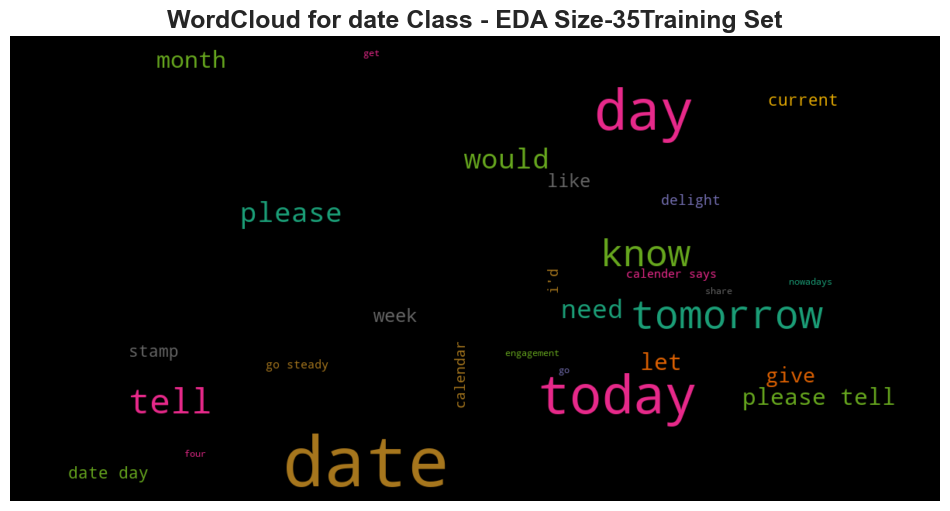 WordCloud for date Class - EDA Size-35Training Set
month
get
day
current
would
like
delight
please
know
calender says
i'd
nowadays
share
need
tomorrow
week
stamp
go steady
calendar
engagement
let
go
give
tell
today
please tell
date
four
date day